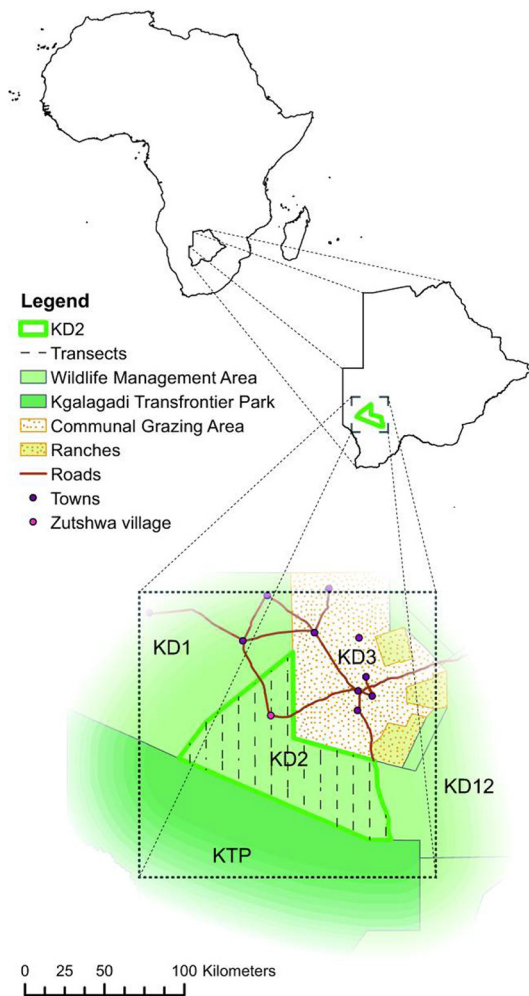 Legend
KD2
Transects
Wildlife Management Area
Kgalagadi Transfrontier Park
Communal Grazing Area
Ranches
Roads
Towns
Zutshwa village
KD1
KD3
KD2
KD12
KTP
0 25 50 100 Kilometers